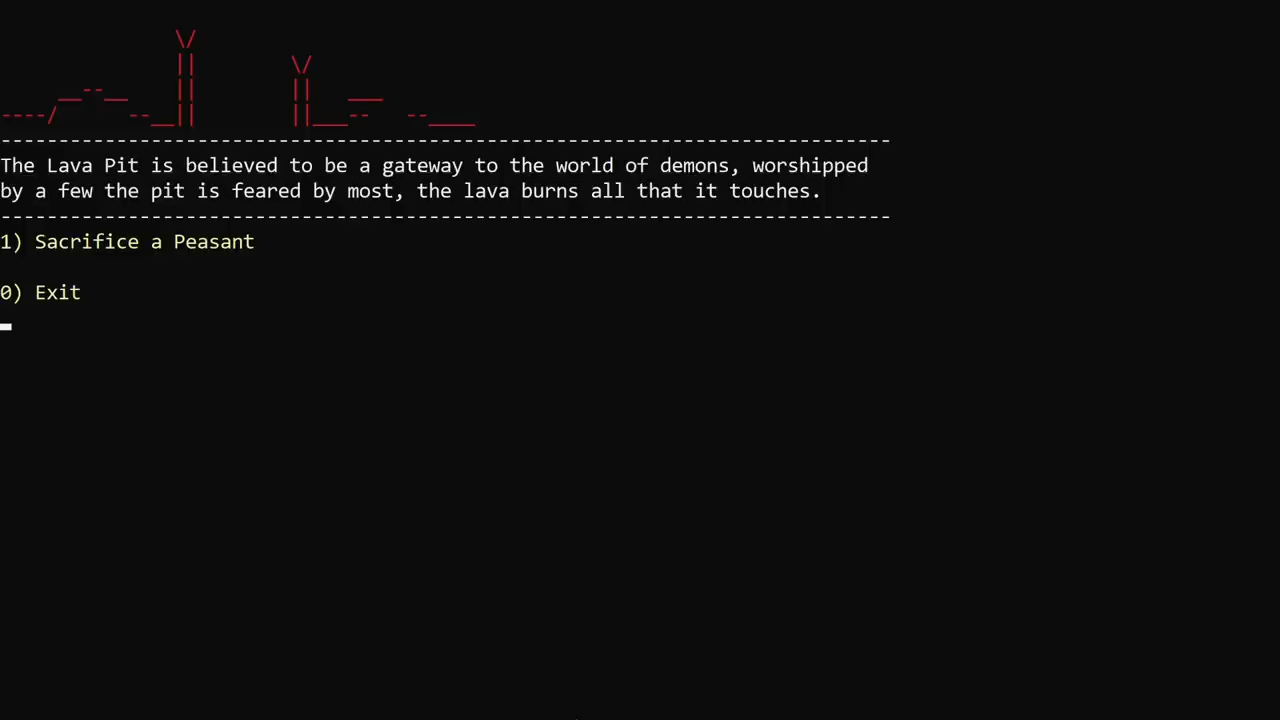 The Lava Pit is believed to be a gateway to the world of demons, worshipped
by a few the pit is feared by most, the lava burns all that it touches.
1) Sacrifice a Peasant
0) Exit